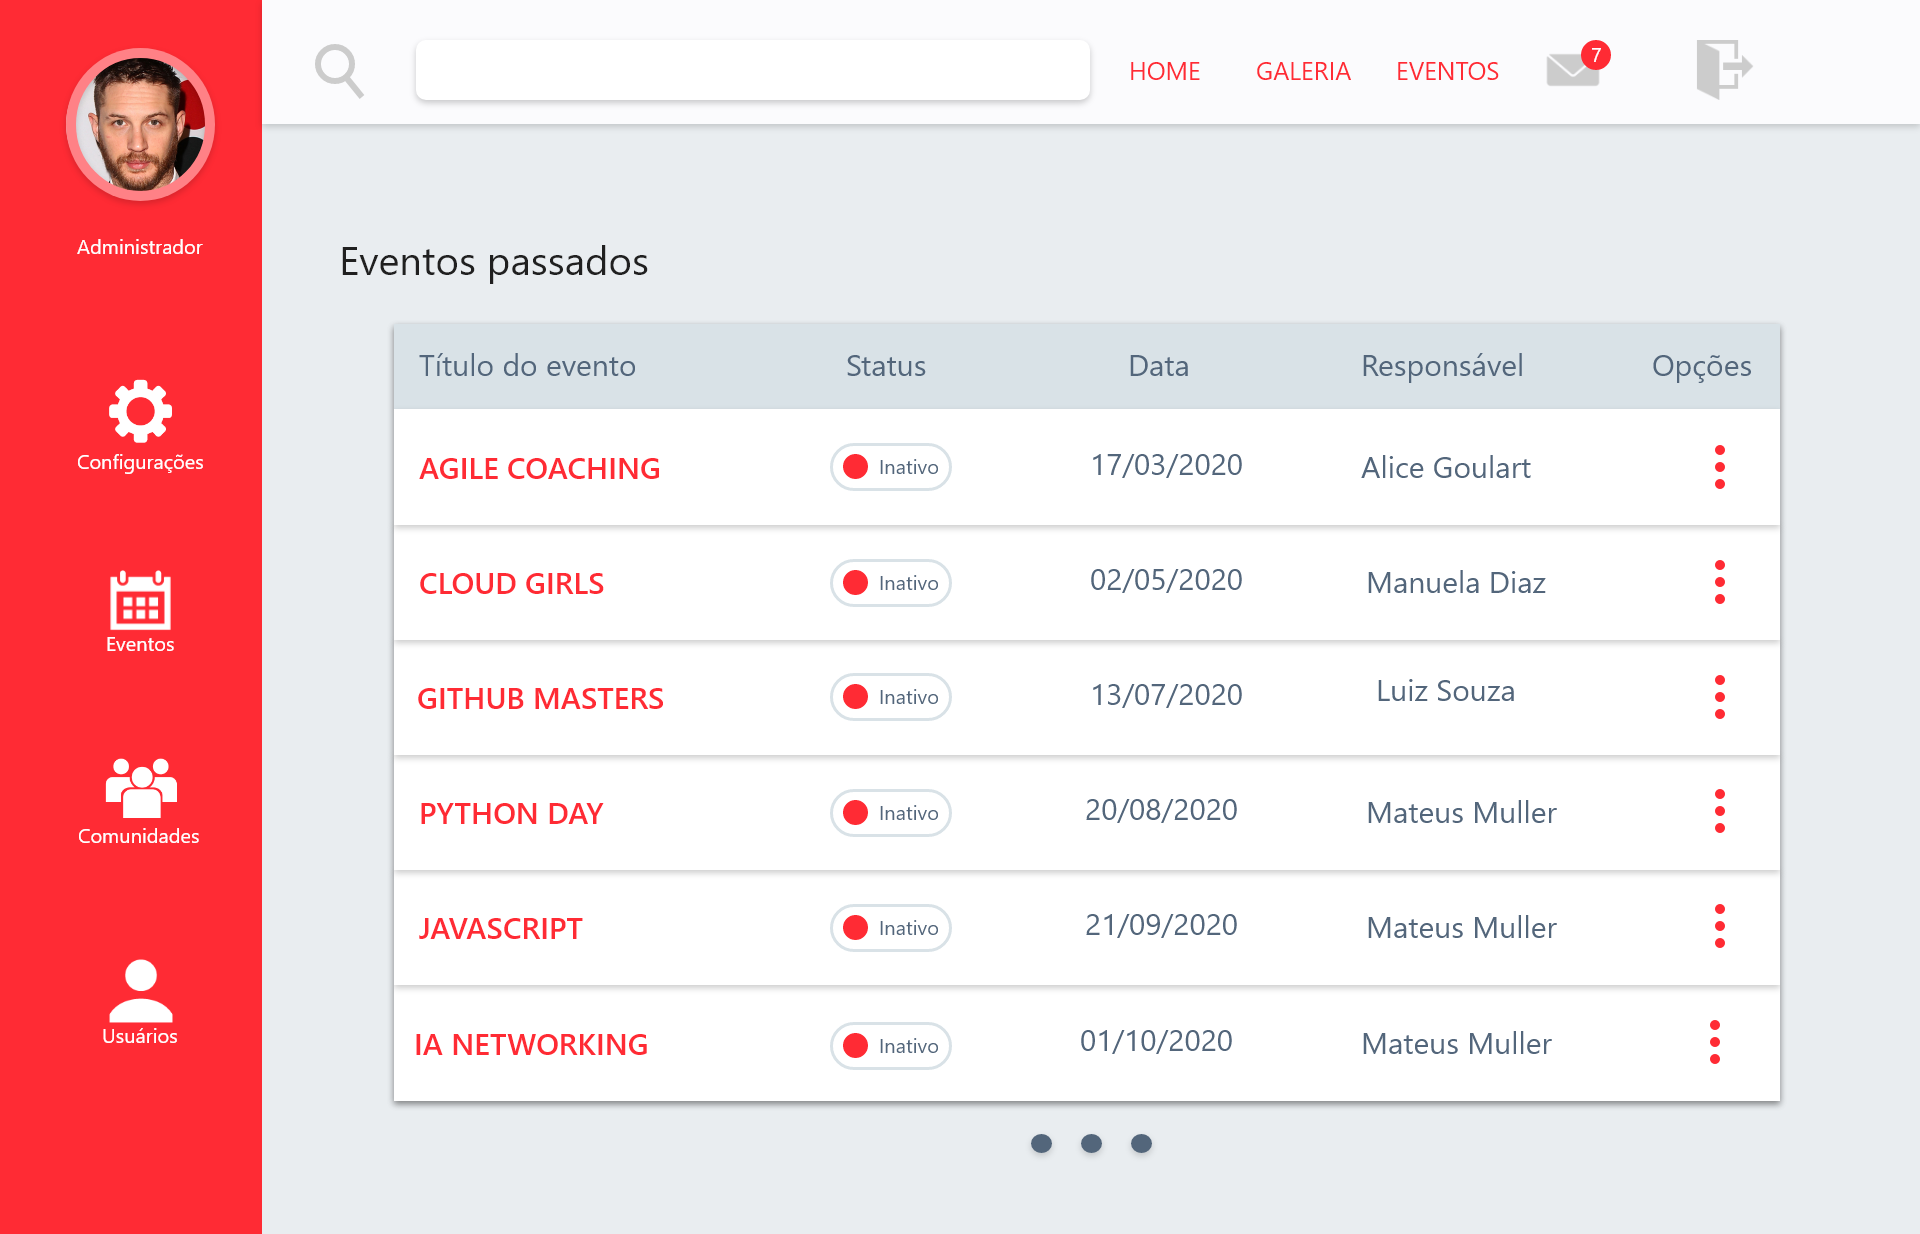 HOME GALERIA EVENTOS 7
Administrador
Configurações
Eventos
Comunidades
Usuários
Eventos passados
Título do evento Status Data Responsável Opções
AGILE COACHING Inativo 17/03/2020 Alice Goulart
CLOUD GIRLS Inativo 02/05/2020 Manuela Diaz
GITHUB MASTERS Inativo 13/07/2020 Luiz Souza
PYTHON DAY Inativo 20/08/2020 Mateus Muller
JAVASCRIPT Inativo 21/09/2020 Mateus Muller
IA NETWORKING Inativo 01/10/2020 Mateus Muller